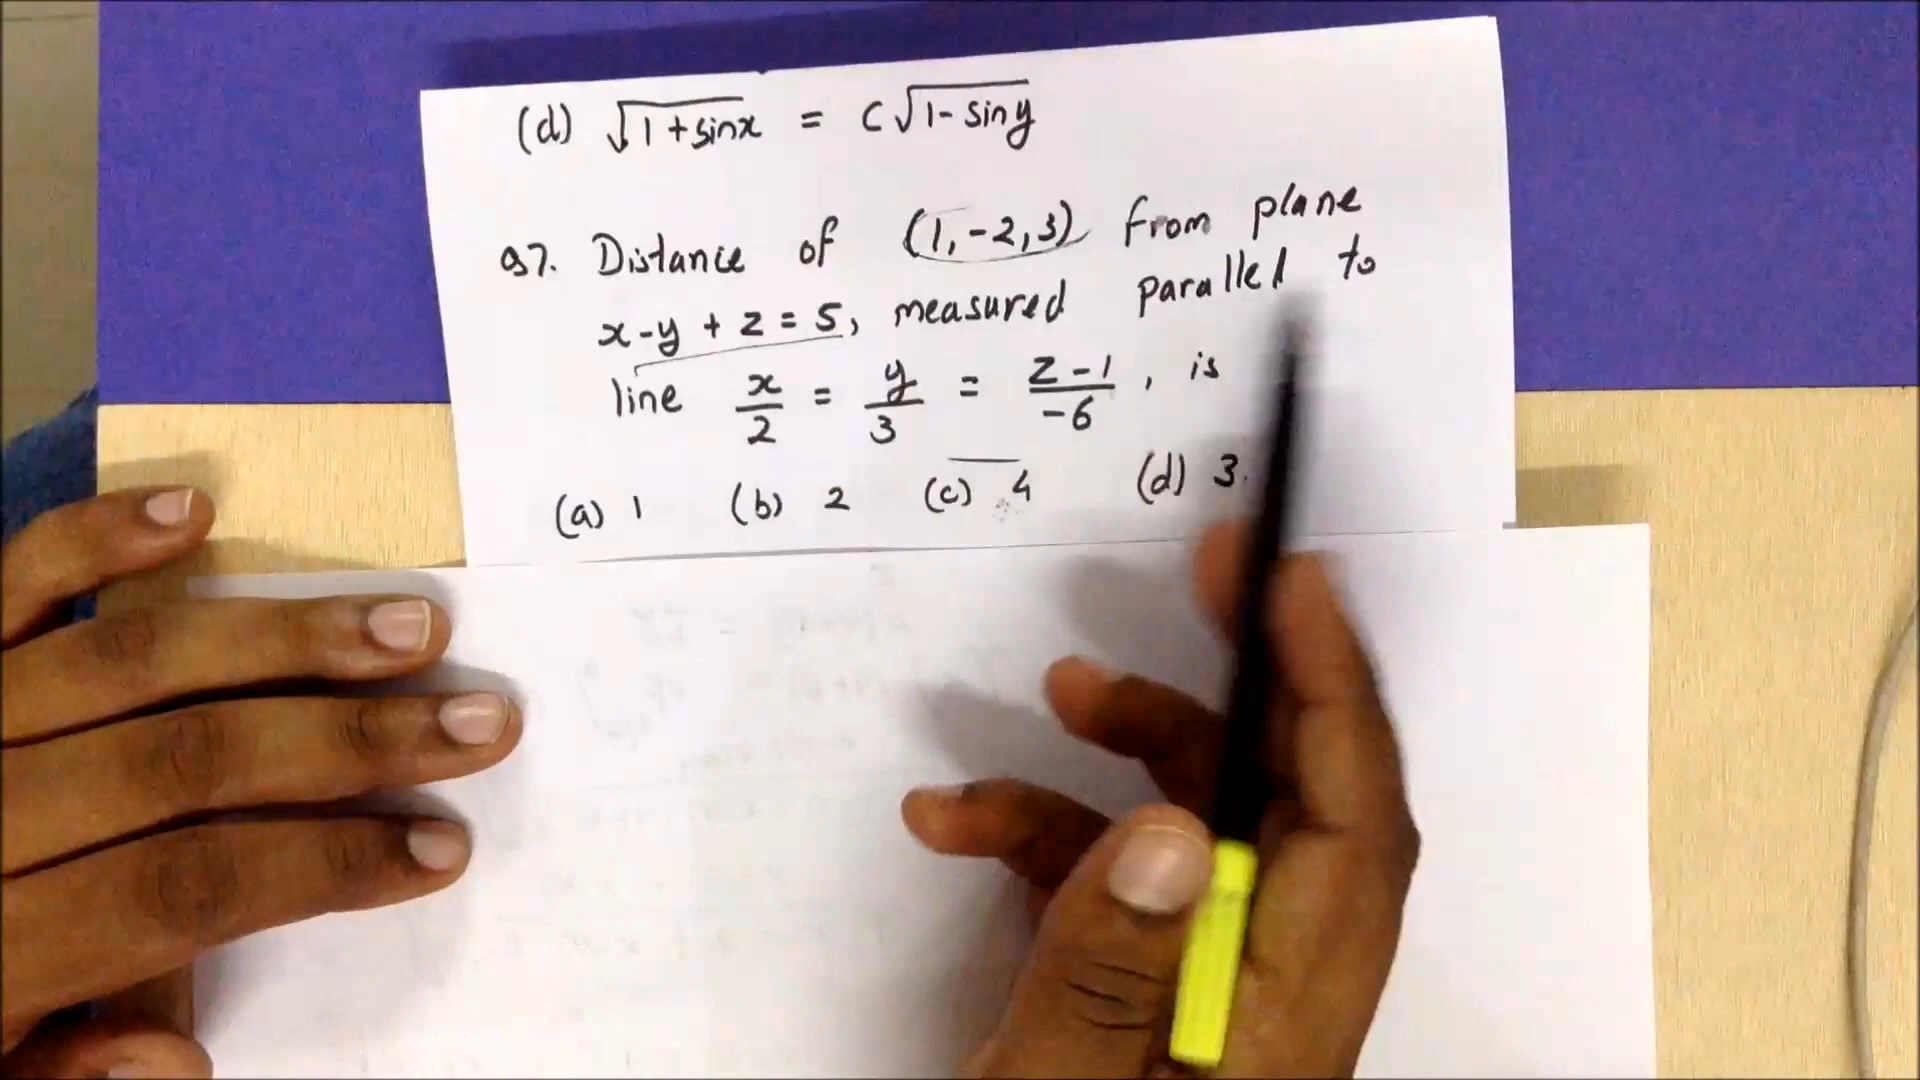 (d) √1+sinx = C√1-siny
Q7. Distance of (1,-2,3) from plane
x-y+z=5, measured parallel to
line x/2 = y/3 = z-1/-6, is
(a) 1 (b) 2 (c) 4 (d) 3.